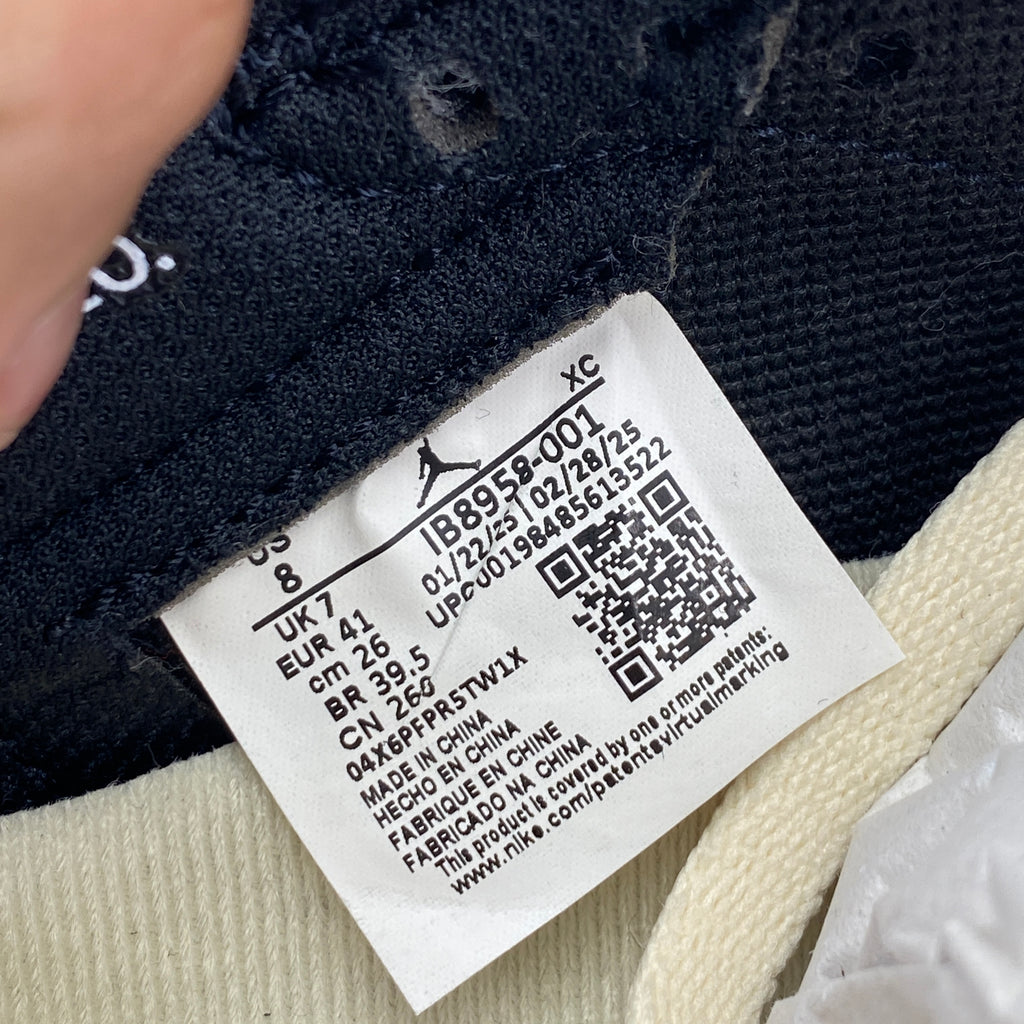 o.
XC
US
8
IB8958-001
01/22/25 | 02/28/25
UPC 00198485613522
UK 7
EUR 41
cm 26
BR 39.5
CN 260
04X6PFPR5TW1X
MADE IN CHINA
HECHO EN CHINA
FABRIQUE EN CHINE
FABRICADO NA CHINA
This product is covered by one or more patents:
www.nike.com/patentsvirtualmarking